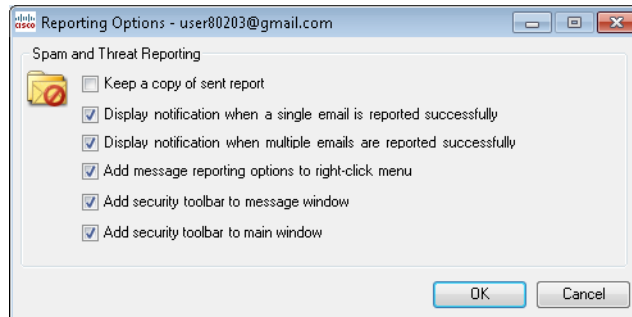 cisco Reporting Options - user80203@gmail.com
Spam and Threat Reporting
Keep a copy of sent report
Display notification when a single email is reported successfully
Display notification when multiple emails are reported successfully
Add message reporting options to right-click menu
Add security toolbar to message window
Add security toolbar to main window
OK Cancel